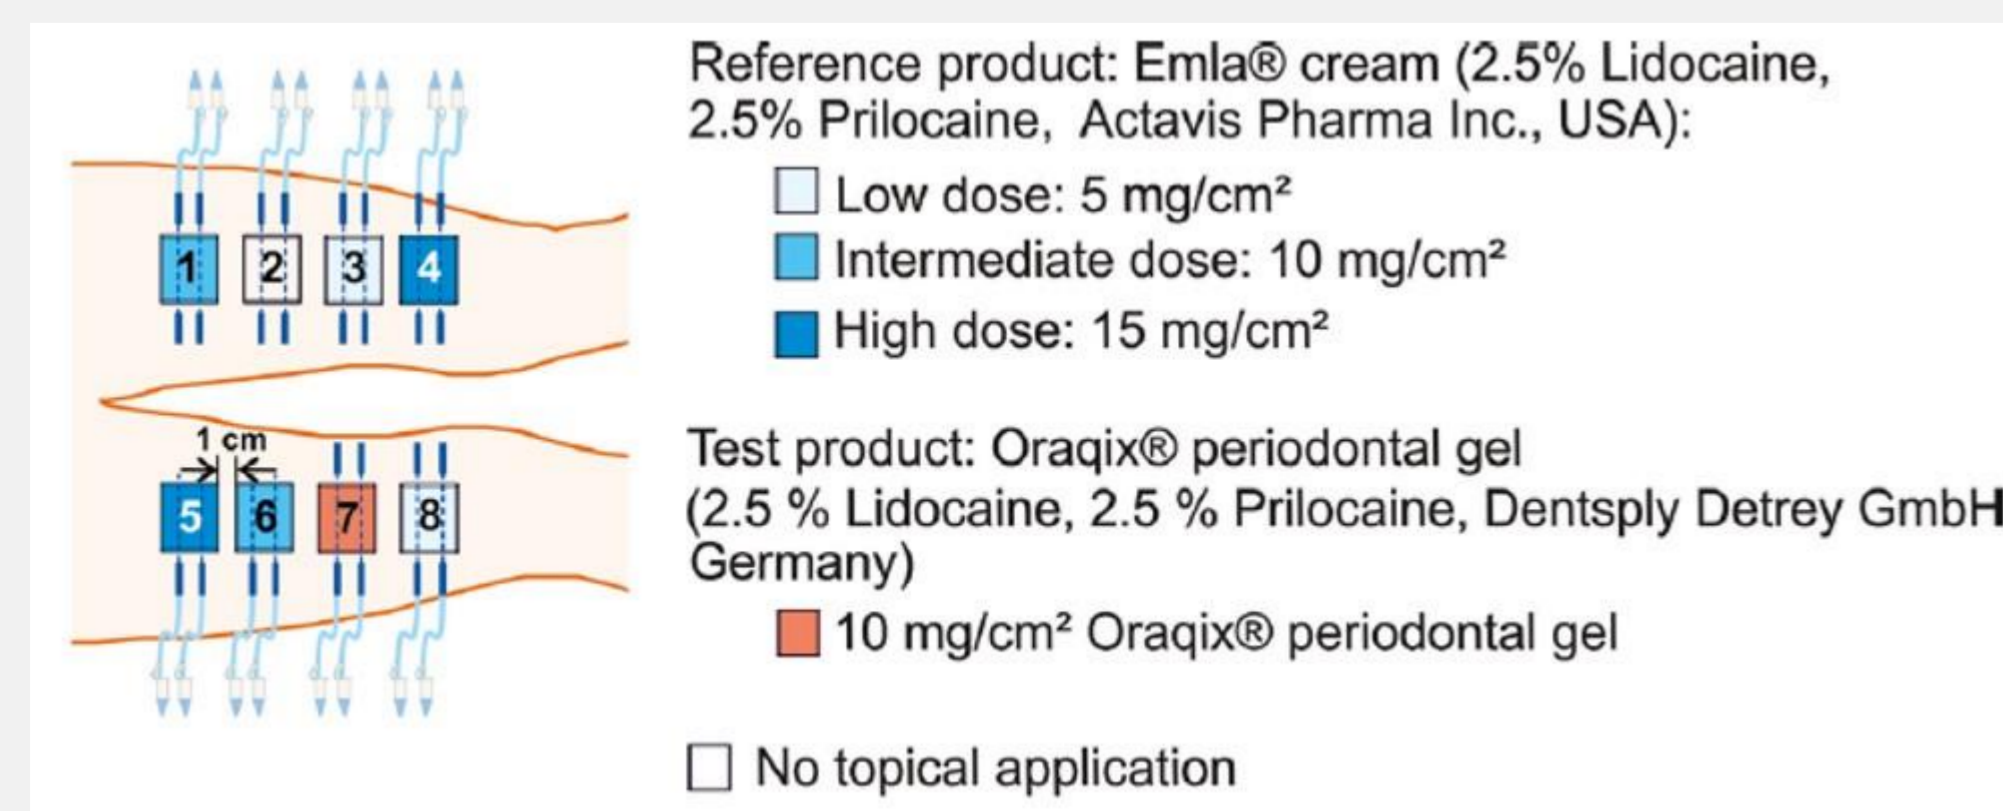 Reference product: Emla® cream (2.5% Lidocaine,
2.5% Prilocaine, Actavis Pharma Inc., USA):
Low dose: 5 mg/cm²
Intermediate dose: 10 mg/cm²
High dose: 15 mg/cm²
1 2 3 4
1 cm
5 6 7 8
Test product: Oraqix® periodontal gel
(2.5 % Lidocaine, 2.5 % Prilocaine, Dentsply Detrey GmbH
Germany)
10 mg/cm² Oraqix® periodontal gel
No topical application